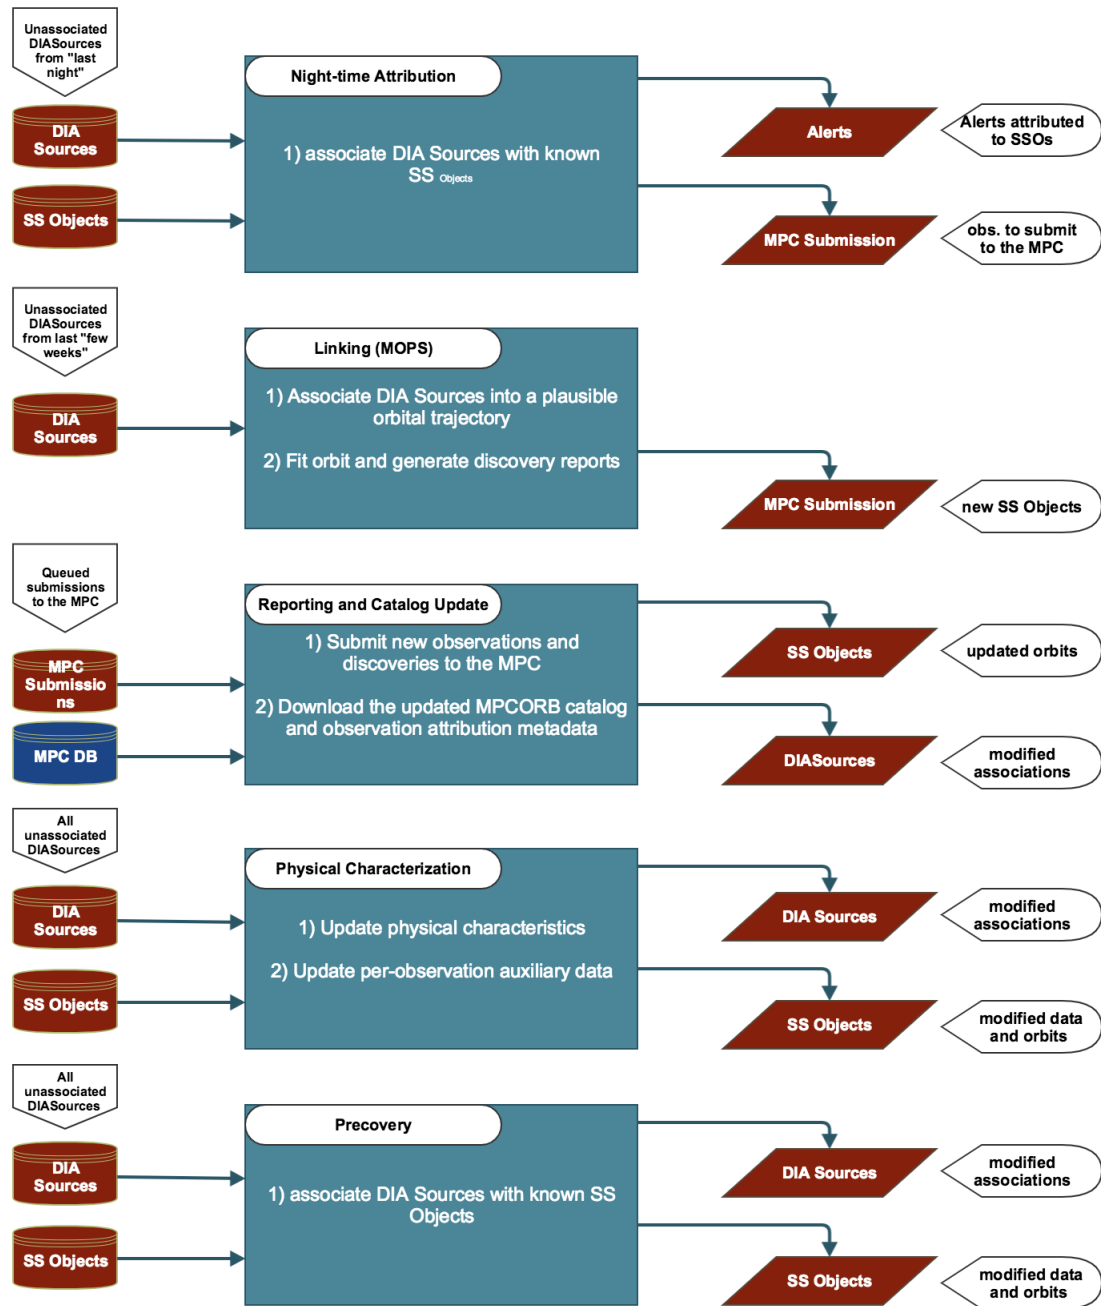 Unassociated
DIASources
from "last
night"
DIA
Sources
SS Objects
Night-time Attribution
1) associate DIA Sources with known
SS Objects
Alerts
Alerts attributed
to SSOs
MPC Submission
obs. to submit
to the MPC
Unassociated
DIASources
from last "few
weeks"
DIA
Sources
Linking (MOPS)
1) Associate DIA Sources into a plausible
orbital trajectory
2) Fit orbit and generate discovery reports
MPC Submission
new SS Objects
Queued
submissions
to the MPC
MPC
Submissio
ns
MPC DB
Reporting and Catalog Update
1) Submit new observations and
discoveries to the MPC
2) Download the updated MPCORB catalog
and observation attribution metadata
SS Objects
updated orbits
DIASources
modified
associations
All
unassociated
DIASources
DIA
Sources
SS Objects
Physical Characterization
1) Update physical characteristics
2) Update per-observation auxiliary data
DIA Sources
modified
associations
SS Objects
modified data
and orbits
All
unassociated
DIASources
DIA
Sources
SS Objects
Precovery
1) associate DIA Sources with known SS
Objects
DIA Sources
modified
associations
SS Objects
modified data
and orbits